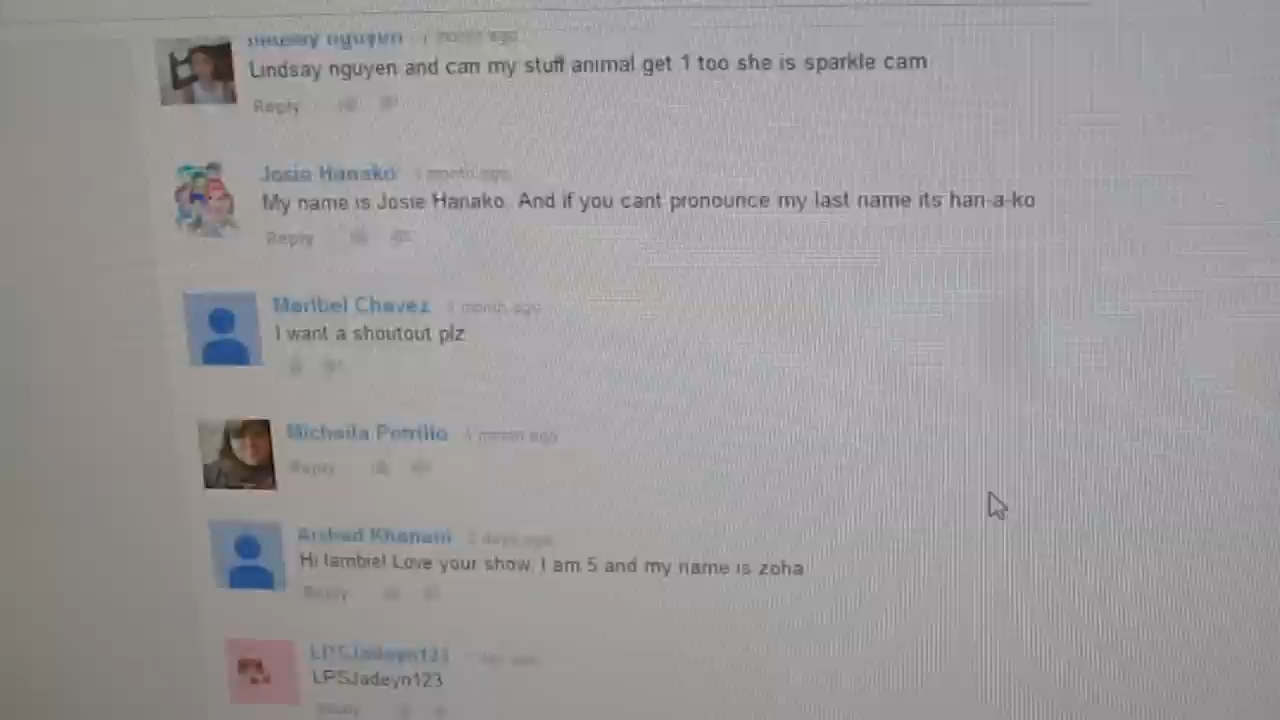 Lindsay nguyen 1 month ago
Lindsay nguyen and can my stuff animal get 1 too she is sparkle cam
Reply
Josie Hanako 1 month ago
My name is Josie Hanako. And if you cant pronounce my last name its han-a-ko
Reply
Maribel Chavez 1 month ago
I want a shoutout plz
Michaila 1 month ago
Reply
Arshad Khanani days ago
Hi lambie! Love your show. I am 5 and my name is zoha
Reply
LPSJadeyn123
LPSJadeyn123
Reply